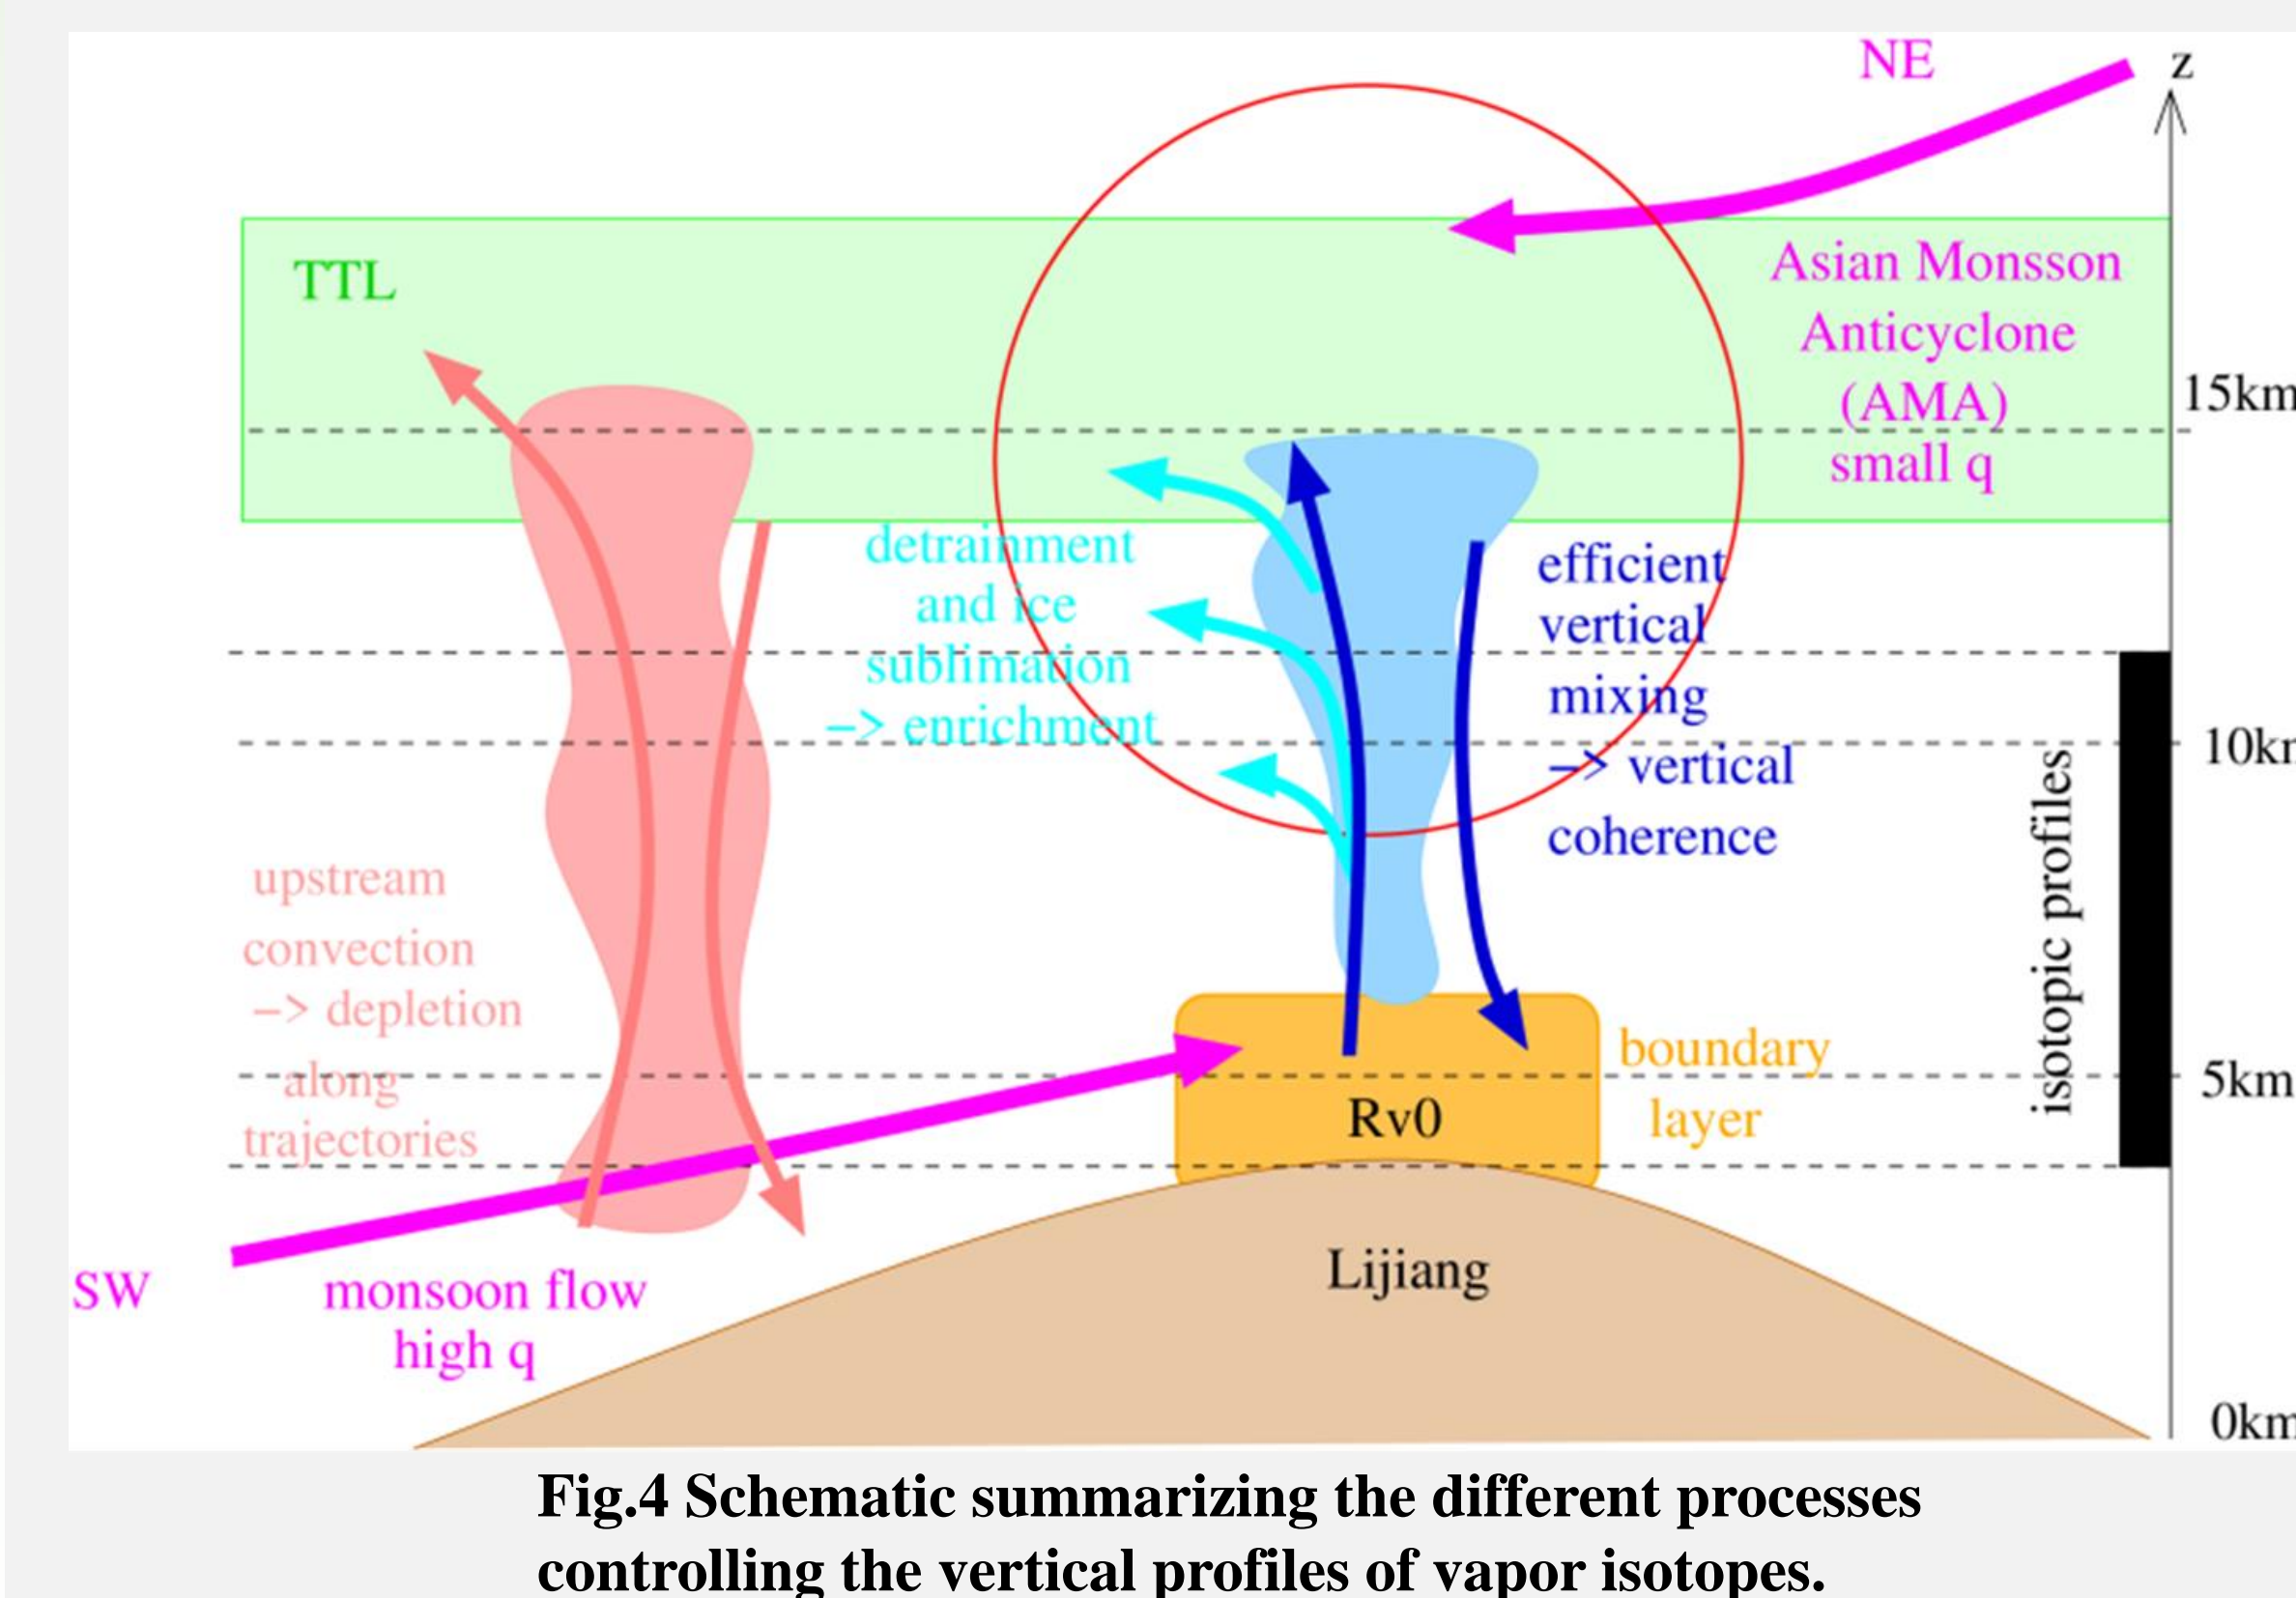 NE
z
TTL
Asian Monsson
Anticyclone
(AMA)
small q
15km
detrainment
and ice
sublimation
–> enrichment
efficient
vertical
mixing
–> vertical
coherence
10k
isotopic profiles
upstream
convection
–> depletion
along
trajectories
boundary
layer
5km
Rv0
SW
monsoon flow
high q
Lijiang
0km
Fig.4 Schematic summarizing the different processes
controlling the vertical profiles of vapor isotopes.